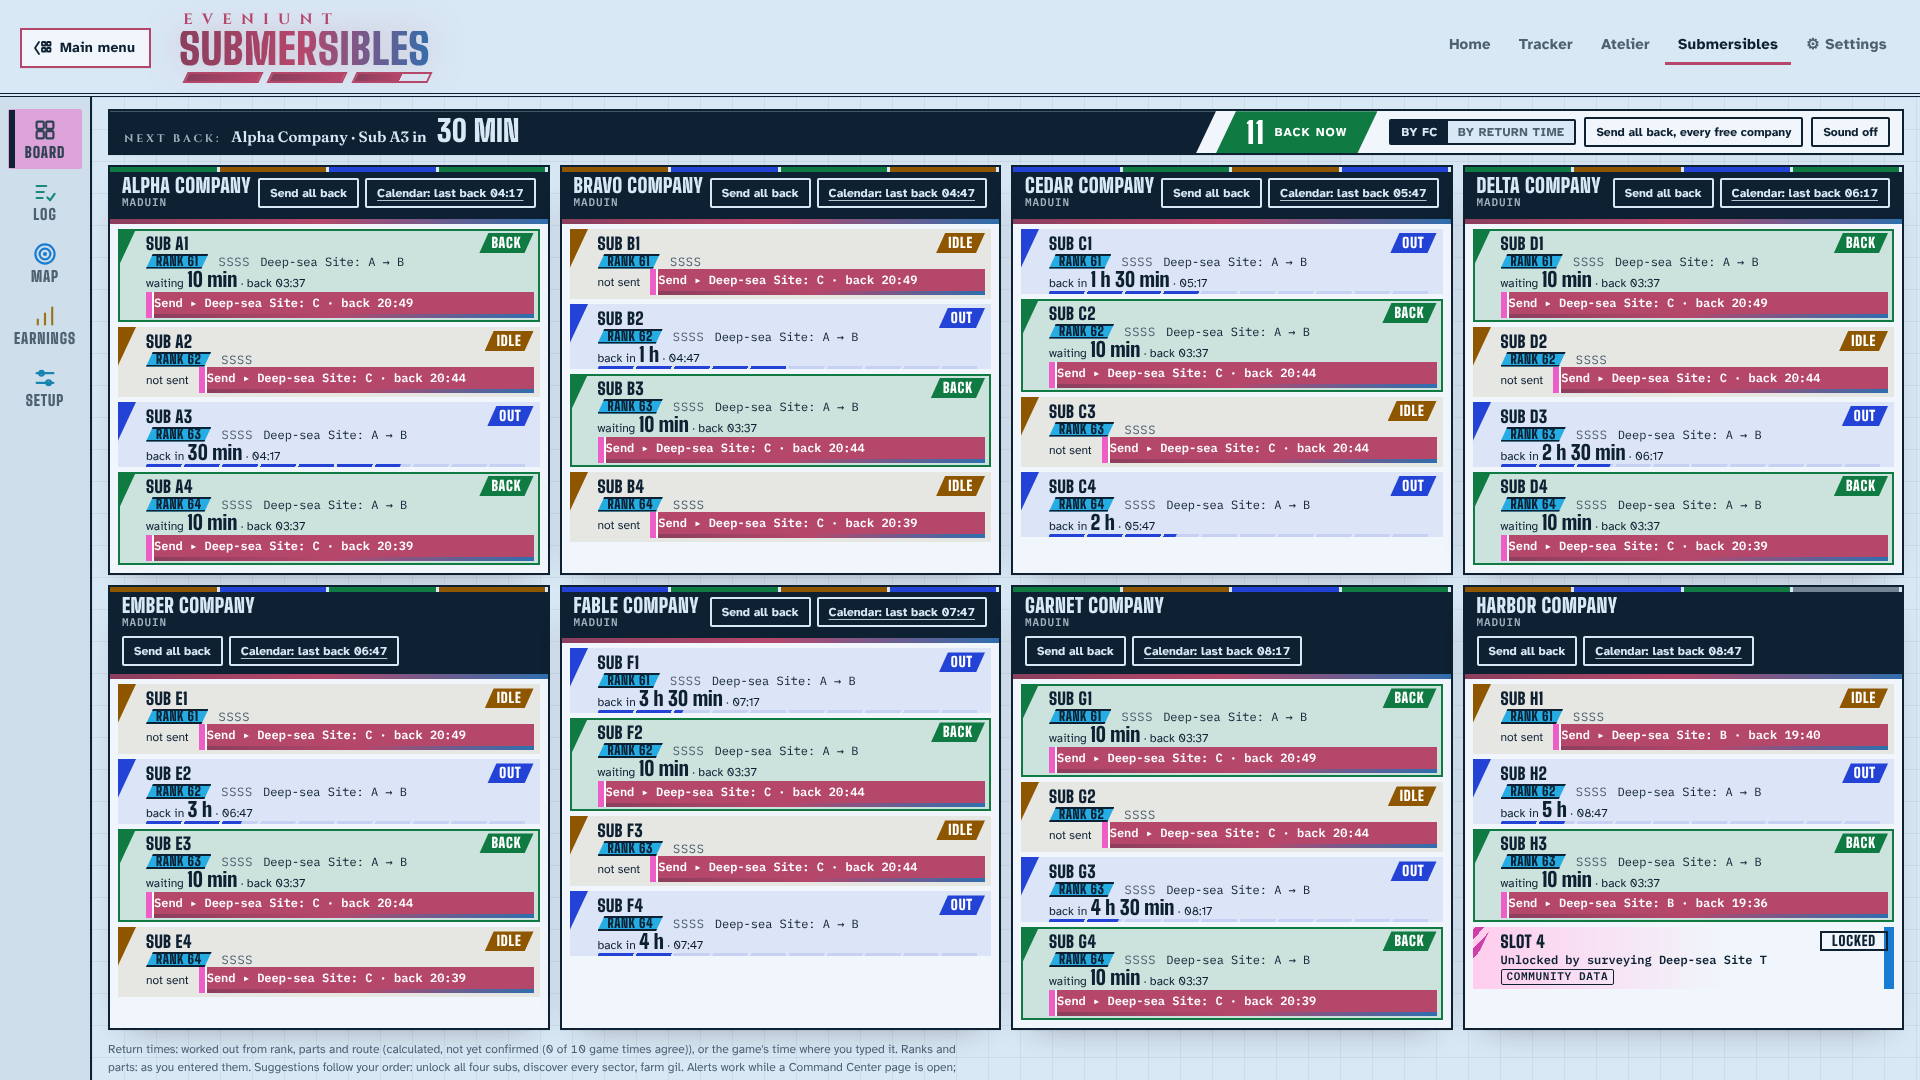 Main menu
EVENIUNT
SUBMERSIBLES
Home
Tracker
Atelier
Submersibles
⚙ Settings
BOARD
LOG
MAP
EARNINGS
SETUP
NEXT BACK: Alpha Company · Sub A3 in 30 MIN
11 BACK NOW
BY FC
BY RETURN TIME
Send all back, every free company
Sound off
ALPHA COMPANY
MADUIN
Send all back
Calendar: last back 04:17
SUB A1
BACK
RANK 61 SSSS Deep-sea Site: A → B
waiting 10 min · back 03:37
Send ▸ Deep-sea Site: C · back 20:49
SUB A2
IDLE
RANK 62 SSSS
not sent
Send ▸ Deep-sea Site: C · back 20:44
SUB A3
OUT
RANK 63 SSSS Deep-sea Site: A → B
back in 30 min · 04:17
SUB A4
BACK
RANK 64 SSSS Deep-sea Site: A → B
waiting 10 min · back 03:37
Send ▸ Deep-sea Site: C · back 20:39
BRAVO COMPANY
MADUIN
Send all back
Calendar: last back 04:47
SUB B1
IDLE
RANK 61 SSSS
not sent
Send ▸ Deep-sea Site: C · back 20:49
SUB B2
OUT
RANK 62 SSSS Deep-sea Site: A → B
back in 1 h · 04:47
SUB B3
BACK
RANK 63 SSSS Deep-sea Site: A → B
waiting 10 min · back 03:37
Send ▸ Deep-sea Site: C · back 20:44
SUB B4
IDLE
RANK 64 SSSS
not sent
Send ▸ Deep-sea Site: C · back 20:39
CEDAR COMPANY
MADUIN
Send all back
Calendar: last back 05:47
SUB C1
OUT
RANK 61 SSSS Deep-sea Site: A → B
back in 1 h 30 min · 05:17
SUB C2
BACK
RANK 62 SSSS Deep-sea Site: A → B
waiting 10 min · back 03:37
Send ▸ Deep-sea Site: C · back 20:44
SUB C3
IDLE
RANK 63 SSSS
not sent
Send ▸ Deep-sea Site: C · back 20:44
SUB C4
OUT
RANK 64 SSSS Deep-sea Site: A → B
back in 2 h · 05:47
DELTA COMPANY
MADUIN
Send all back
Calendar: last back 06:17
SUB D1
BACK
RANK 61 SSSS Deep-sea Site: A → B
waiting 10 min · back 03:37
Send ▸ Deep-sea Site: C · back 20:49
SUB D2
IDLE
RANK 62 SSSS
not sent
Send ▸ Deep-sea Site: C · back 20:44
SUB D3
OUT
RANK 63 SSSS Deep-sea Site: A → B
back in 2 h 30 min · 06:17
SUB D4
BACK
RANK 64 SSSS Deep-sea Site: A → B
waiting 10 min · back 03:37
Send ▸ Deep-sea Site: C · back 20:39
EMBER COMPANY
MADUIN
Send all back
Calendar: last back 06:47
SUB E1
IDLE
RANK 61 SSSS
not sent
Send ▸ Deep-sea Site: C · back 20:49
SUB E2
OUT
RANK 62 SSSS Deep-sea Site: A → B
back in 3 h · 06:47
SUB E3
BACK
RANK 63 SSSS Deep-sea Site: A → B
waiting 10 min · back 03:37
Send ▸ Deep-sea Site: C · back 20:44
SUB E4
IDLE
RANK 64 SSSS
not sent
Send ▸ Deep-sea Site: C · back 20:39
FABLE COMPANY
MADUIN
Send all back
Calendar: last back 07:47
SUB F1
OUT
RANK 61 SSSS Deep-sea Site: A → B
back in 3 h 30 min · 07:17
SUB F2
BACK
RANK 62 SSSS Deep-sea Site: A → B
waiting 10 min · back 03:37
Send ▸ Deep-sea Site: C · back 20:44
SUB F3
IDLE
RANK 63 SSSS
not sent
Send ▸ Deep-sea Site: C · back 20:44
SUB F4
OUT
RANK 64 SSSS Deep-sea Site: A → B
back in 4 h · 07:47
GARNET COMPANY
MADUIN
Send all back
Calendar: last back 08:17
SUB G1
BACK
RANK 61 SSSS Deep-sea Site: A → B
waiting 10 min · back 03:37
Send ▸ Deep-sea Site: C · back 20:49
SUB G2
IDLE
RANK 62 SSSS
not sent
Send ▸ Deep-sea Site: C · back 20:44
SUB G3
OUT
RANK 63 SSSS Deep-sea Site: A → B
back in 4 h 30 min · 08:17
SUB G4
BACK
RANK 64 SSSS Deep-sea Site: A → B
waiting 10 min · back 03:37
Send ▸ Deep-sea Site: C · back 20:39
HARBOR COMPANY
MADUIN
Send all back
Calendar: last back 08:47
SUB H1
IDLE
RANK 61 SSSS
not sent
Send ▸ Deep-sea Site: B · back 19:40
SUB H2
OUT
RANK 62 SSSS Deep-sea Site: A → B
back in 5 h · 08:47
SUB H3
BACK
RANK 63 SSSS Deep-sea Site: A → B
waiting 10 min · back 03:37
Send ▸ Deep-sea Site: B · back 19:36
SLOT 4
LOCKED
Unlocked by surveying Deep-sea Site T
COMMUNITY DATA
Return times: worked out from rank, parts and route (calculated, not yet confirmed (0 of 10 game times agree)), or the game's time where you typed it. Ranks and
parts: as you entered them. Suggestions follow your order: unlock all four subs, discover every sector, farm gil. Alerts work while a Command Center page is open;